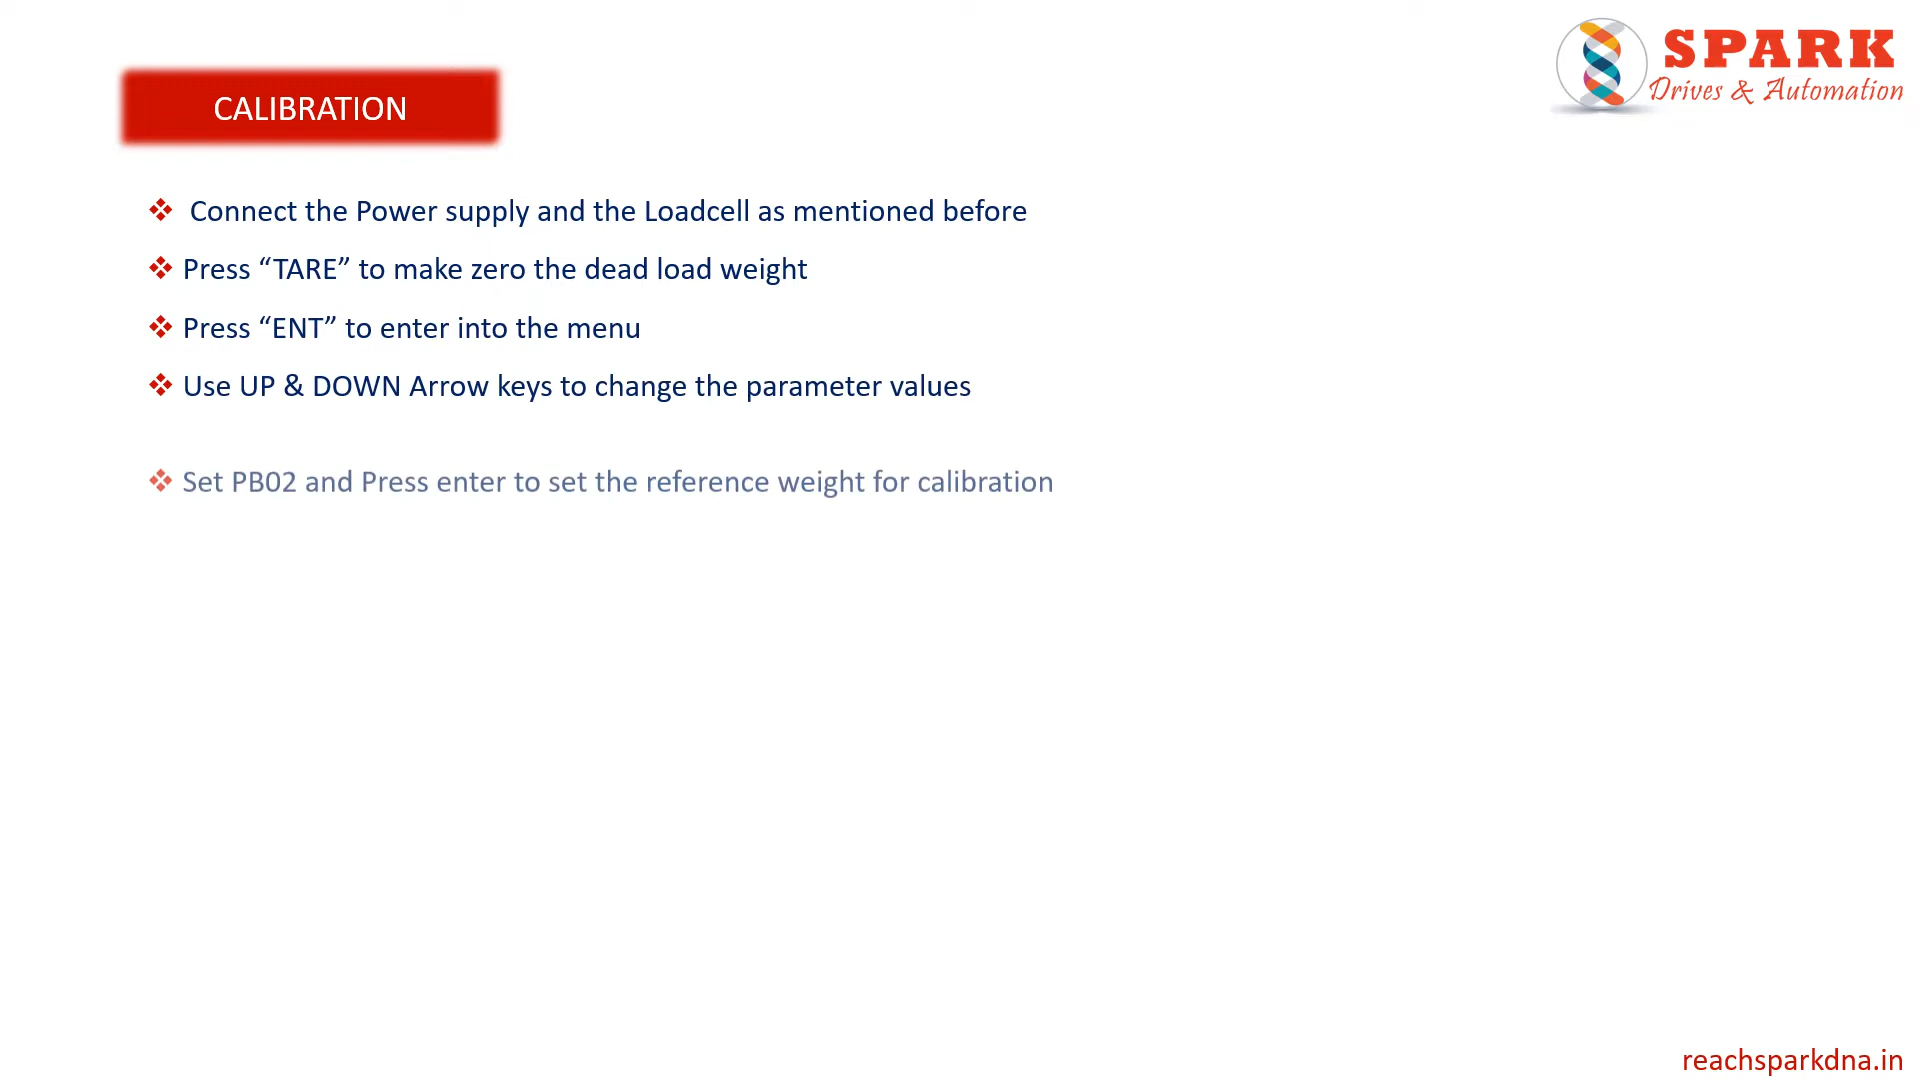 SPARK
Drives & Automation
CALIBRATION
Connect the Power supply and the Loadcell as mentioned before
Press “TARE” to make zero the dead load weight
Press “ENT” to enter into the menu
Use UP & DOWN Arrow keys to change the parameter values
Set PB02 and Press enter to set the reference weight for calibration
reachsparkdna.in